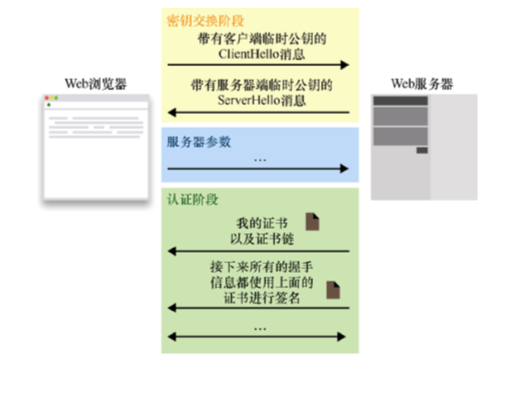 密钥交换阶段
带有客户端临时公钥的
ClientHello消息
Web浏览器
带有服务器端临时公钥的
ServerHello消息
Web服务器
服务器参数
…
认证阶段
我的证书
以及证书链
接下来所有的握手
信息都使用上面的
证书进行签名
…